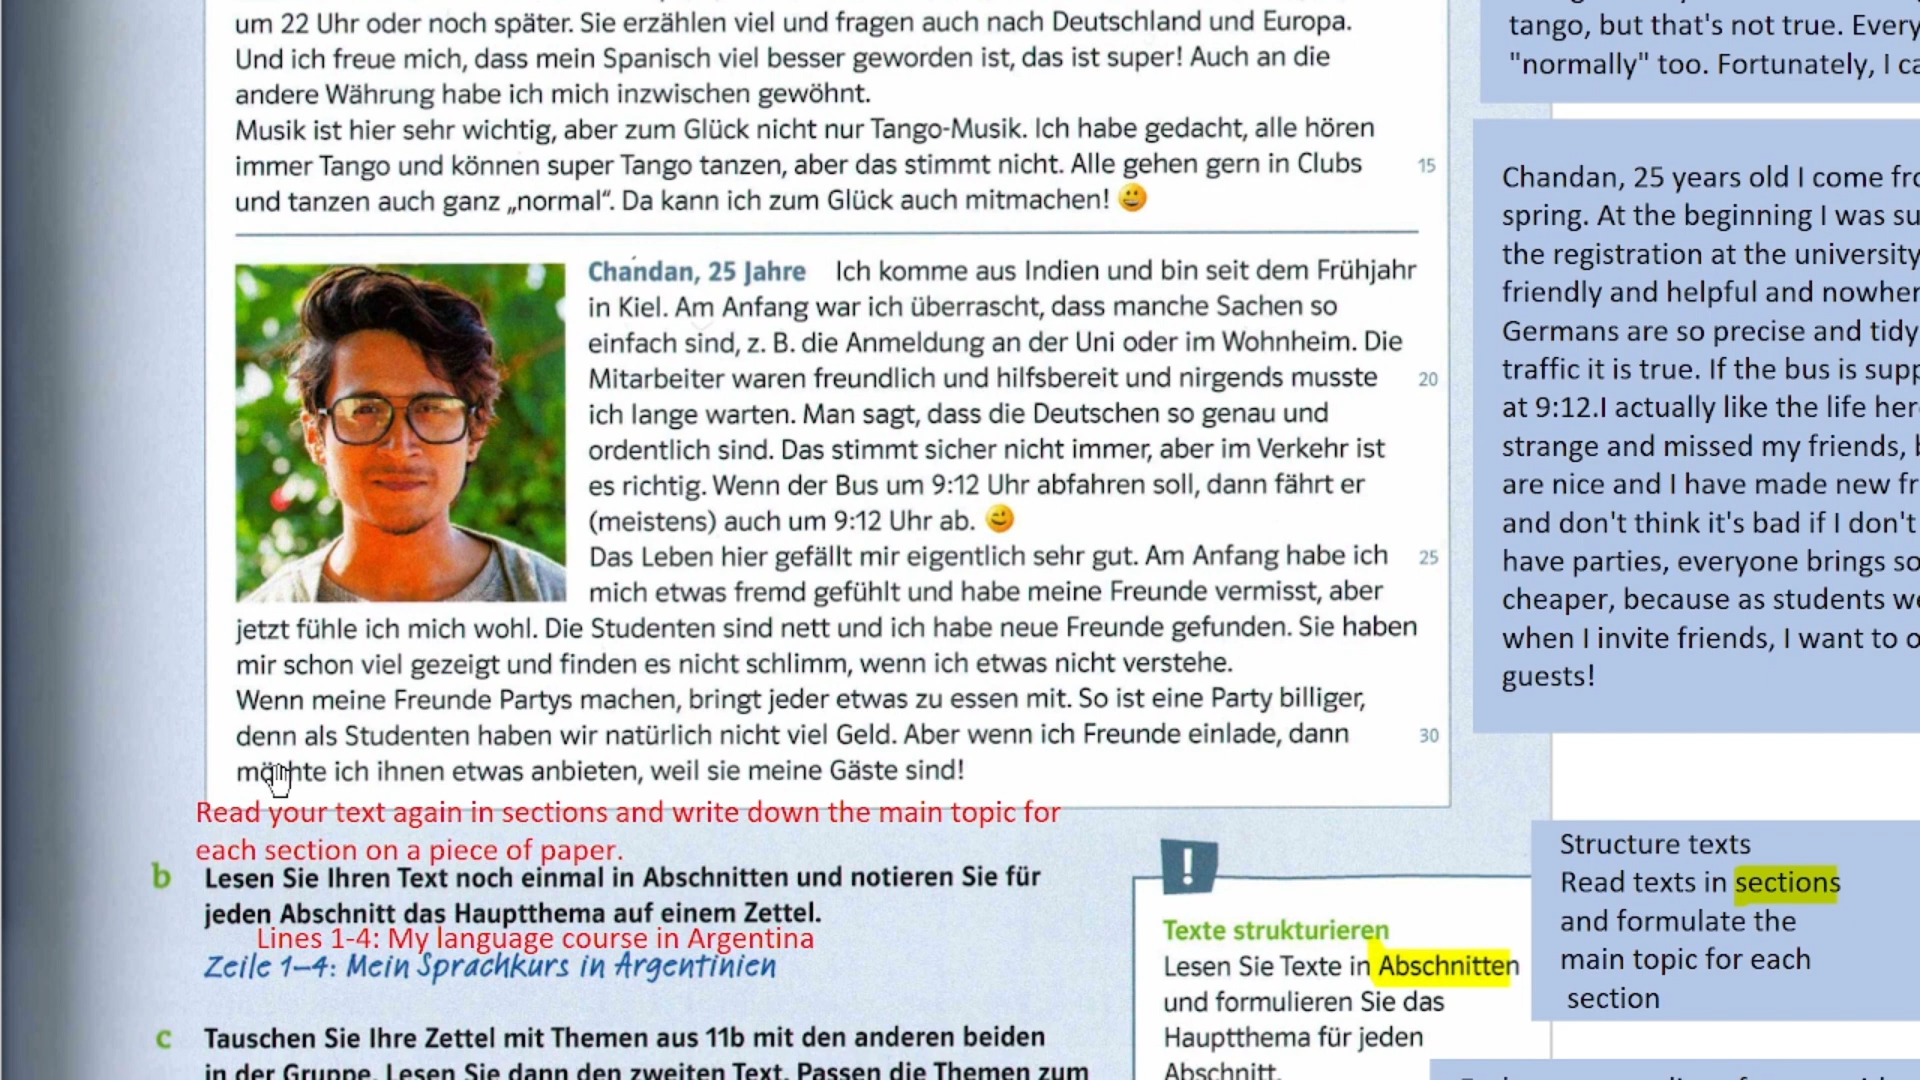 um 22 Uhr oder noch später. Sie erzählen viel und fragen auch nach Deutschland und Europa.
Und ich freue mich, dass mein Spanisch viel besser geworden ist, das ist super! Auch an die
andere Währung habe ich mich inzwischen gewöhnt.
Musik ist hier sehr wichtig, aber zum Glück nicht nur Tango-Musik. Ich habe gedacht, alle hören
immer Tango und können super Tango tanzen, aber das stimmt nicht. Alle gehen gern in Clubs 15
und tanzen auch ganz „normal“. Da kann ich zum Glück auch mitmachen! 😀
Chandan, 25 Jahre Ich komme aus Indien und bin seit dem Frühjahr
in Kiel. Am Anfang war ich überrascht, dass manche Sachen so
einfach sind, z. B. die Anmeldung an der Uni oder im Wohnheim. Die
Mitarbeiter waren freundlich und hilfsbereit und nirgends musste 20
ich lange warten. Man sagt, dass die Deutschen so genau und
ordentlich sind. Das stimmt sicher nicht immer, aber im Verkehr ist
es richtig. Wenn der Bus um 9:12 Uhr abfahren soll, dann fährt er
(meistens) auch um 9:12 Uhr ab. 😉
Das Leben hier gefällt mir eigentlich sehr gut. Am Anfang habe ich 25
mich etwas fremd gefühlt und habe meine Freunde vermisst, aber
jetzt fühle ich mich wohl. Die Studenten sind nett und ich habe neue Freunde gefunden. Sie haben
mir schon viel gezeigt und finden es nicht schlimm, wenn ich etwas nicht verstehe.
Wenn meine Freunde Partys machen, bringt jeder etwas zu essen mit. So ist eine Party billiger,
denn als Studenten haben wir natürlich nicht viel Geld. Aber wenn ich Freunde einlade, dann 30
möchte ich ihnen etwas anbieten, weil sie meine Gäste sind!
Read your text again in sections and write down the main topic for
each section on a piece of paper.
b Lesen Sie Ihren Text noch einmal in Abschnitten und notieren Sie für
jeden Abschnitt das Hauptthema auf einem Zettel.
Lines 1-4: My language course in Argentina
Zeile 1–4: Mein Sprachkurs in Argentinien
c Tauschen Sie Ihre Zettel mit Themen aus 11b mit den anderen beiden
in der Gruppe. Lesen Sie dann den zweiten Text. Passen die Themen zum
!
Texte strukturieren
Lesen Sie Texte in Abschnitten
und formulieren Sie das
Hauptthema für jeden
Abschnitt.
tango, but that's not true. Every
"normally" too. Fortunately, I
Chandan, 25 years old I come
spring. At the beginning I was
the registration at the university
friendly and helpful and
Germans are so precise and tidy
traffic it is true. If the bus is
at 9:12.I actually like the life
strange and missed my friends,
are nice and I have made new
and don't think it's bad if I don't
have parties, everyone brings
cheaper, because as students
when I invite friends, I want to
guests!
Structure texts
Read texts in sections
and formulate the
main topic for each
section